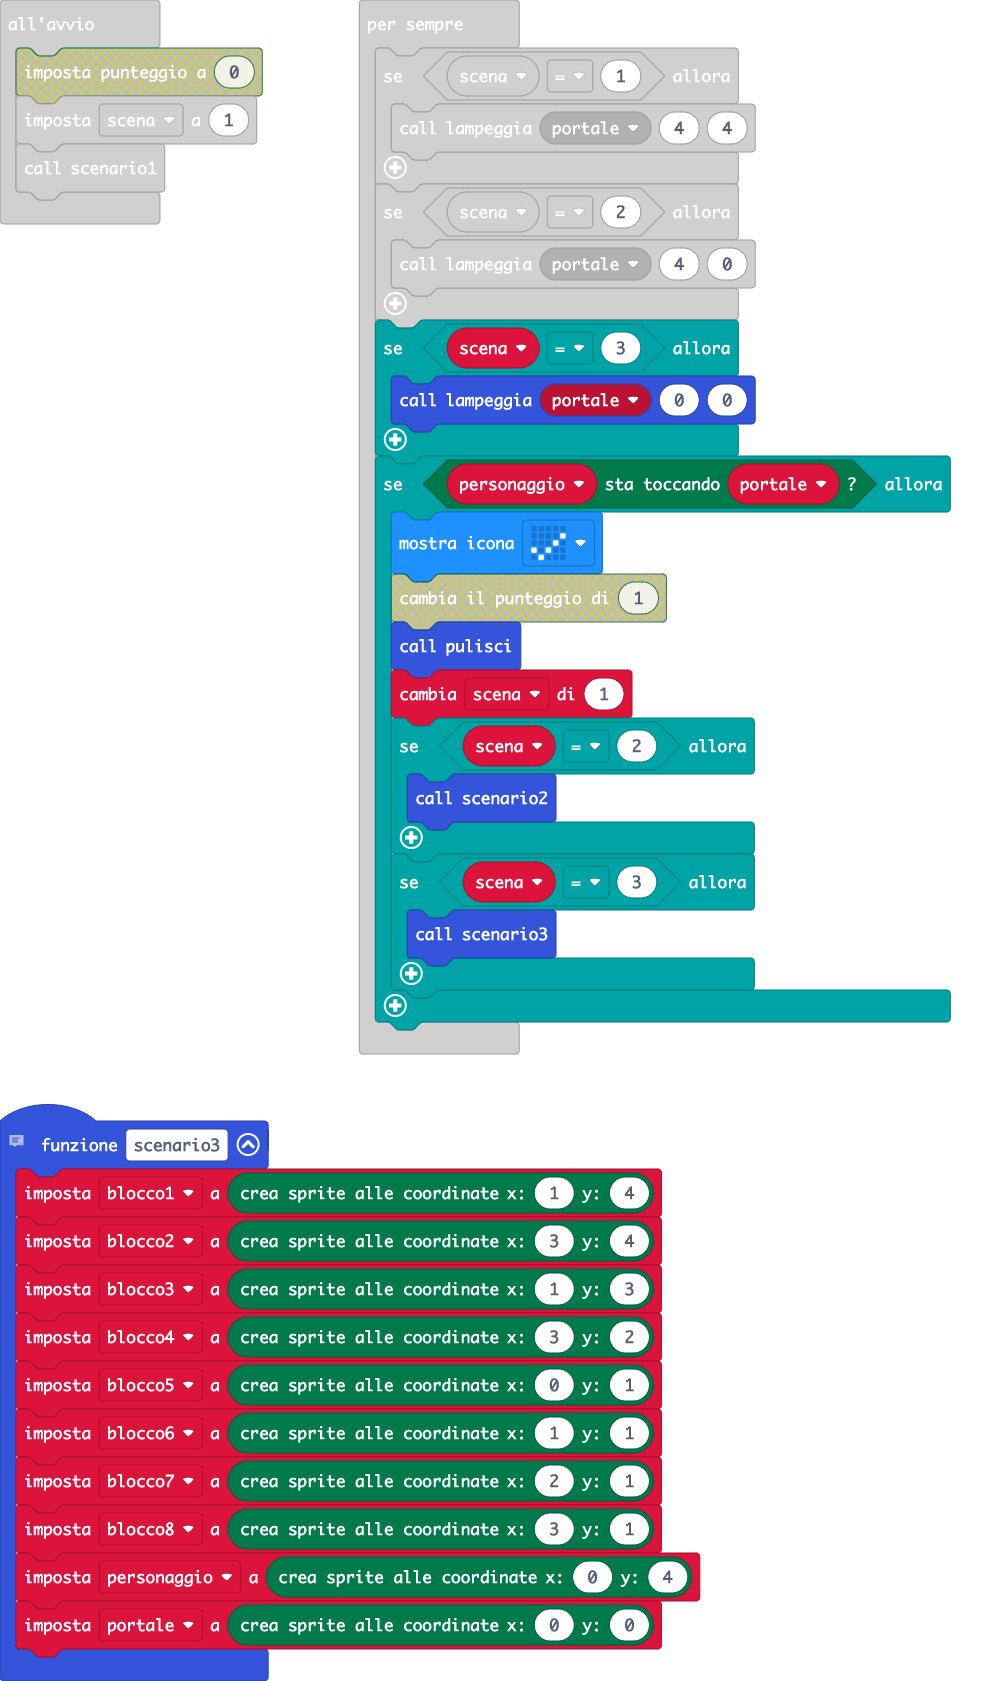 all'avvio
imposta punteggio a 0
imposta scena a 1
call scenario1
per sempre
se scena = 1 allora
call lampeggia portale 4 4
se scena = 2 allora
call lampeggia portale 4 0
se scena = 3 allora
call lampeggia portale 0 0
se personaggio sta toccando portale ? allora
mostra icona
cambia il punteggio di 1
call pulisci
cambia scena di 1
se scena = 2 allora
call scenario2
se scena = 3 allora
call scenario3
funzione scenario3
imposta blocco1 a crea sprite alle coordinate x: 1 y: 4
imposta blocco2 a crea sprite alle coordinate x: 3 y: 4
imposta blocco3 a crea sprite alle coordinate x: 1 y: 3
imposta blocco4 a crea sprite alle coordinate x: 3 y: 2
imposta blocco5 a crea sprite alle coordinate x: 0 y: 1
imposta blocco6 a crea sprite alle coordinate x: 1 y: 1
imposta blocco7 a crea sprite alle coordinate x: 2 y: 1
imposta blocco8 a crea sprite alle coordinate x: 3 y: 1
imposta personaggio a crea sprite alle coordinate x: 0 y: 4
imposta portale a crea sprite alle coordinate x: 0 y: 0